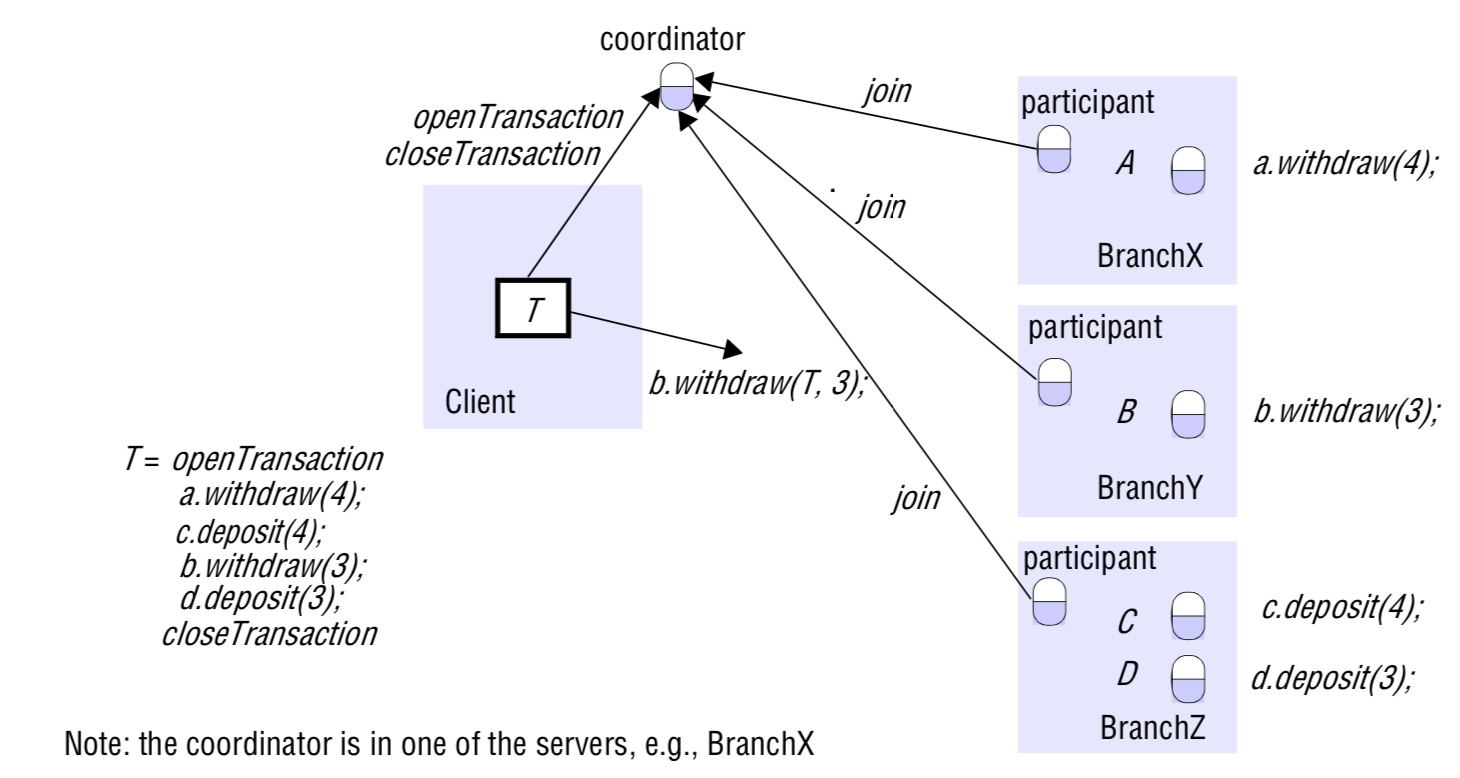 coordinator
join
participant
openTransaction
closeTransaction
A
a.withdraw(4);
join
BranchX
T
participant
b.withdraw(T, 3);
Client
B
b.withdraw(3);
BranchY
T = openTransaction
a.withdraw(4);
c.deposit(4);
b.withdraw(3);
d.deposit(3);
closeTransaction
join
participant
C
c.deposit(4);
D
d.deposit(3);
BranchZ
Note: the coordinator is in one of the servers, e.g., BranchX